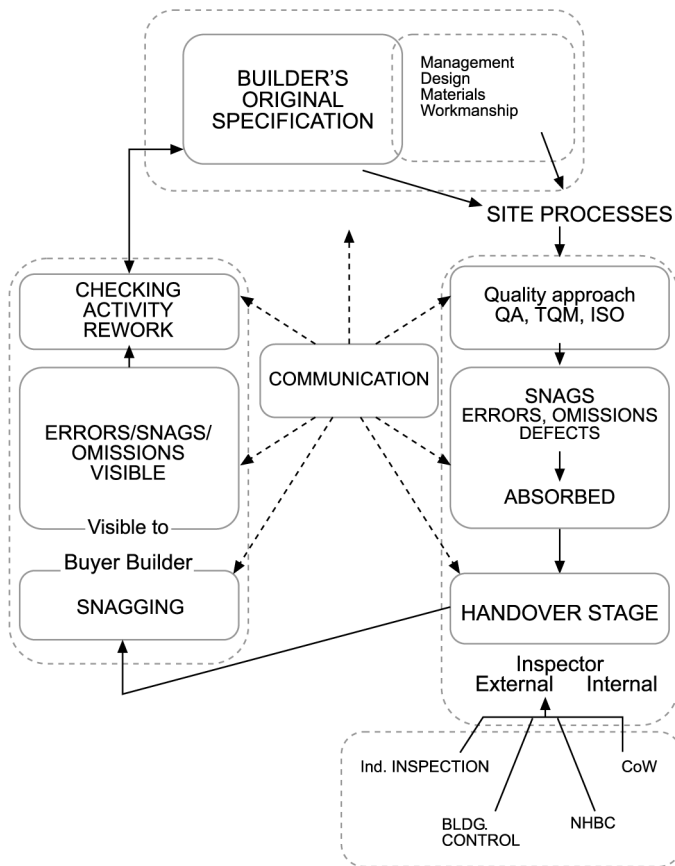 BUILDER'S
ORIGINAL
SPECIFICATION
Management
Design
Materials
Workmanship
SITE PROCESSES
CHECKING
ACTIVITY
REWORK
Quality approach
QA, TQM, ISO
COMMUNICATION
ERRORS/SNAGS/
OMISSIONS
VISIBLE
SNAGS
ERRORS, OMISSIONS
DEFECTS
ABSORBED
Visible to
Buyer Builder
SNAGGING
HANDOVER STAGE
Inspector
External Internal
Ind. INSPECTION
CoW
BLDG.
CONTROL
NHBC